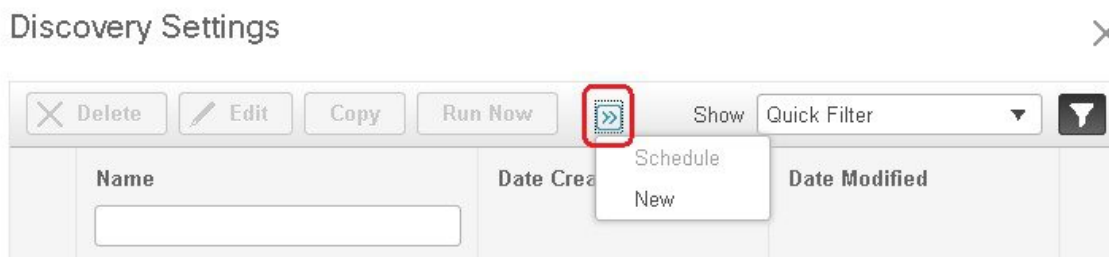 Discovery Settings
Delete Edit Copy Run Now Show Quick Filter
Schedule
Name Date Crea Date Modified
New